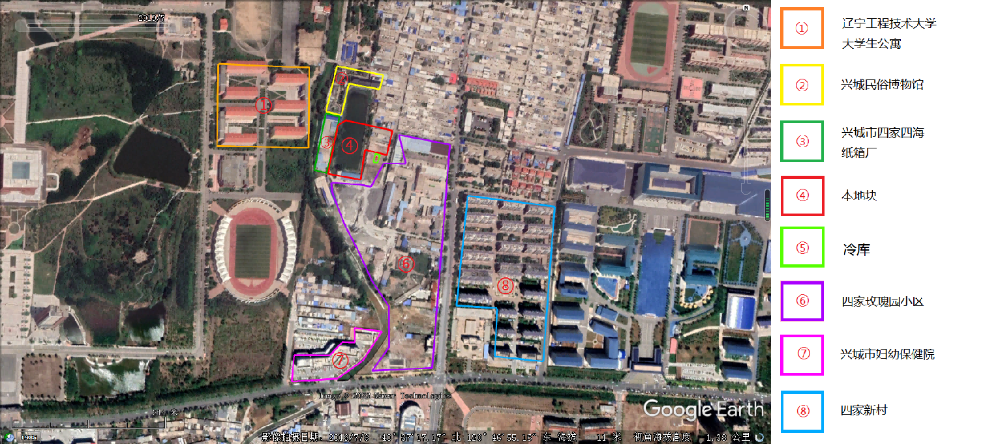 2019/7
N
①
②
③
④
⑥
⑦
⑧
Image © 2022 Maxar Technologies
Google Earth
1985
影像拍摄日期: 2019/7/8 40°37'17.17" 北 120°46'55.16" 东 海拔 11 米 视角海拔高度 1.33 公里
① 辽宁工程技术大学
大学生公寓
② 兴城民俗博物馆
③ 兴城市四家四海
纸箱厂
④ 本地块
⑤ 冷库
⑥ 四家玫瑰园小区
⑦ 兴城市妇幼保健院
⑧ 四家新村